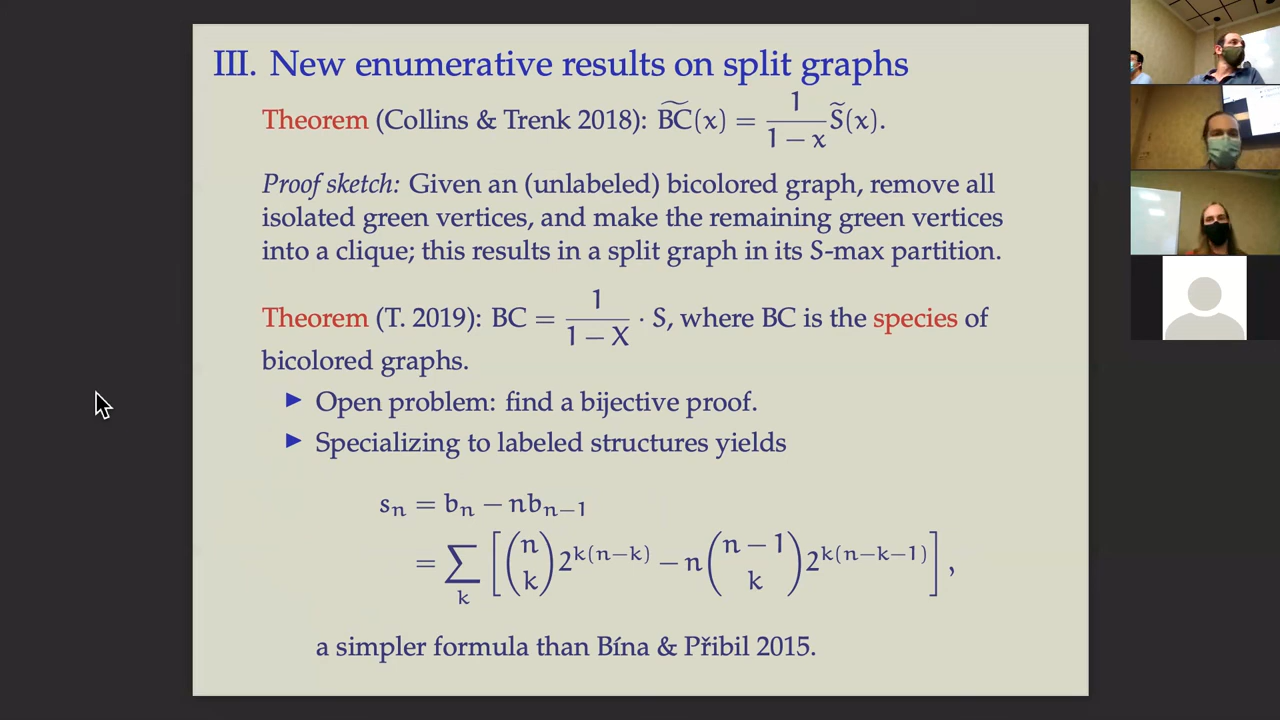 III. New enumerative results on split graphs
Theorem (Collins & Trenk 2018): B̃C̃(x) = 1/(1 − x) S̃(x).
Proof sketch: Given an (unlabeled) bicolored graph, remove all
isolated green vertices, and make the remaining green vertices
into a clique; this results in a split graph in its S-max partition.
Theorem (T. 2019): BC = 1/(1 − X) · S, where BC is the species of
bicolored graphs.
▶ Open problem: find a bijective proof.
▶ Specializing to labeled structures yields
sₙ = bₙ − nbₙ₋₁
= ∑ₖ [ (n k) 2^{k(n−k)} − n (n − 1 k) 2^{k(n−k−1)} ],
a simpler formula than Bína & Přibil 2015.